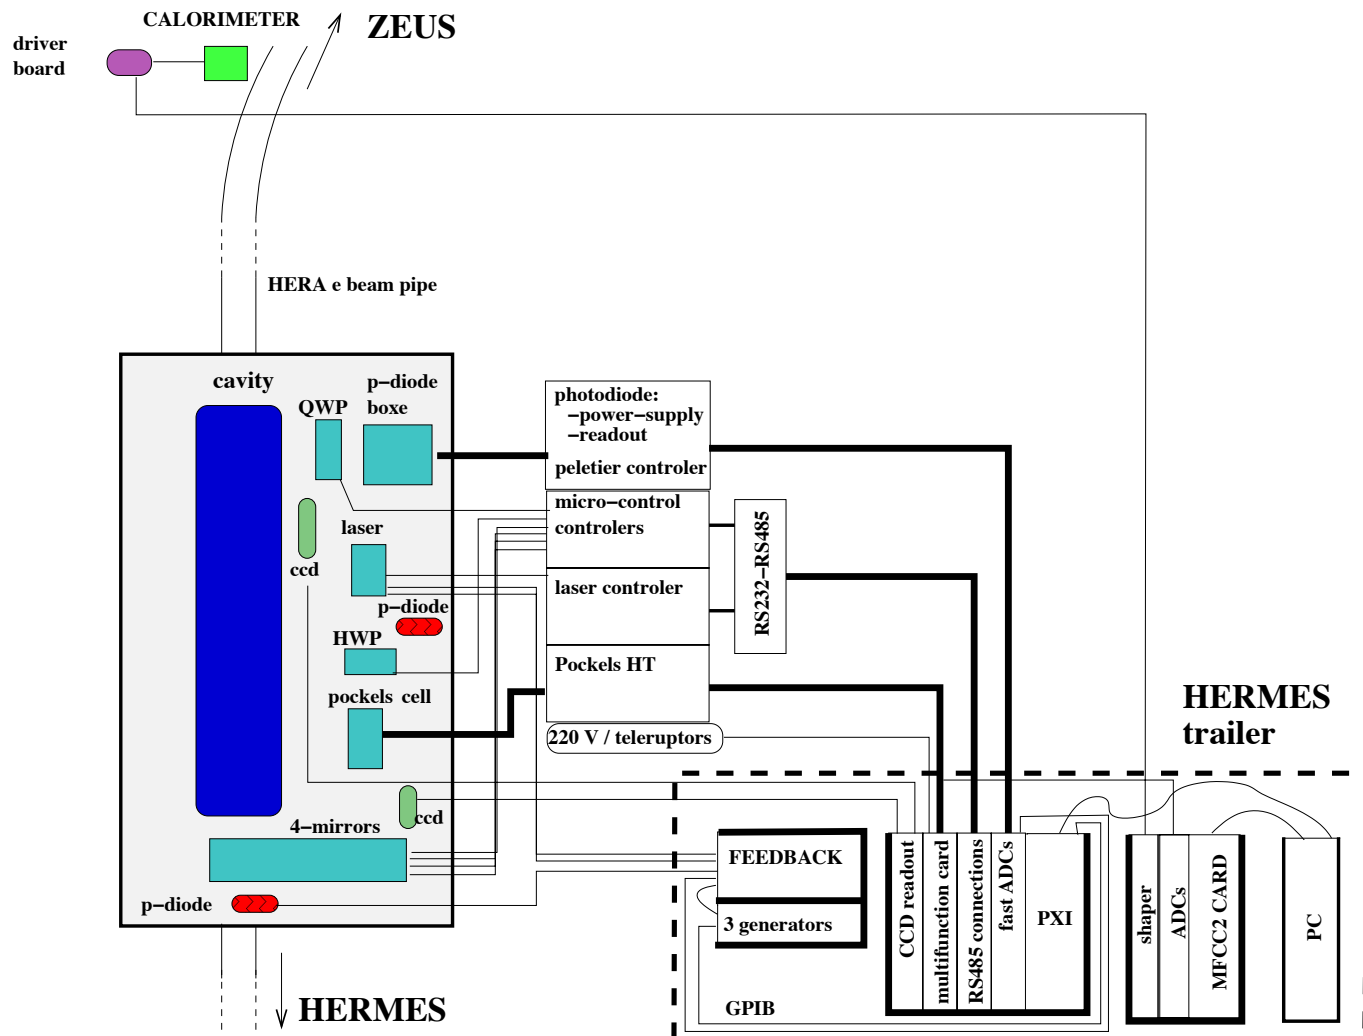 CALORIMETER
ZEUS
driver
board
HERA e beam pipe
cavity
p-diode
boxe
QWP
photodiode:
-power-supply
-readout
peletier controler
micro-control
controlers
laser
ccd
RS232-RS485
laser controler
p-diode
HWP
Pockels HT
pockels cell
220 V / teleruptors
HERMES
trailer
ccd
4-mirrors
p-diode
FEEDBACK
3 generators
CCD readout
multifunction card
RS485 connections
fast ADCs
PXI
shaper
ADCs
MFCC2 CARD
PC
GPIB
HERMES